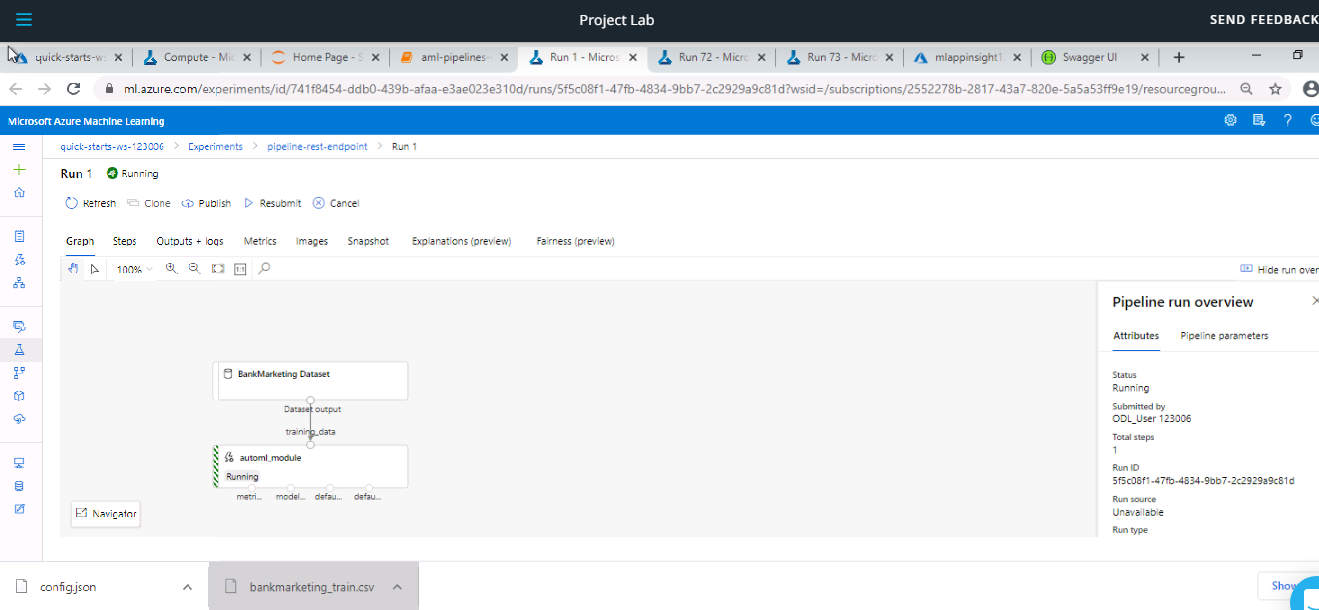 Project Lab
SEND FEEDBACK
quick-starts-ws
Compute - Mic
Home Page - S
aml-pipelines-
Run 1 - Micros
Run 72 - Micro
Run 73 - Micro
mlappinsight1
Swagger UI
ml.azure.com/experiments/id/741f8454-ddb0-439b-afaa-e3ae023e310d/runs/5f5c08f1-47fb-4834-9bb7-2c2929a9c81d?wsid=/subscriptions/2552278b-2817-43a7-820e-5a5a53ff9e19/resourcegrou...
Microsoft Azure Machine Learning
quick-starts-ws-123006 > Experiments > pipeline-rest-endpoint > Run 1
Run 1 Running
Refresh Clone Publish Resubmit Cancel
Graph Steps Outputs + logs Metrics Images Snapshot Explanations (preview) Fairness (preview)
100%
Hide run over
BankMarketing Dataset
Dataset output
training_data
automl_module
Running
metri... model... defau... defau...
Navigator
Pipeline run overview
Attributes Pipeline parameters
Status
Running
Submitted by
ODL_User 123006
Total steps
1
Run ID
5f5c08f1-47fb-4834-9bb7-2c2929a9c81d
Run source
Unavailable
Run type
config.json
bankmarketing_train.csv
Show